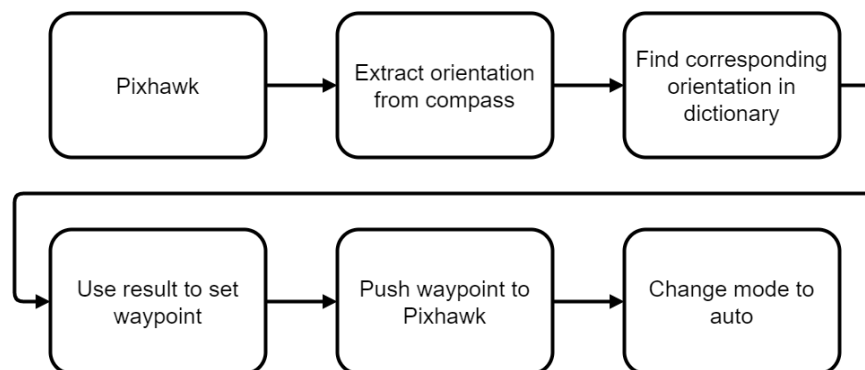 Pixhawk
Extract orientation
from compass
Find corresponding
orientation in
dictionary
Use result to set
waypoint
Push waypoint to
Pixhawk
Change mode to
auto